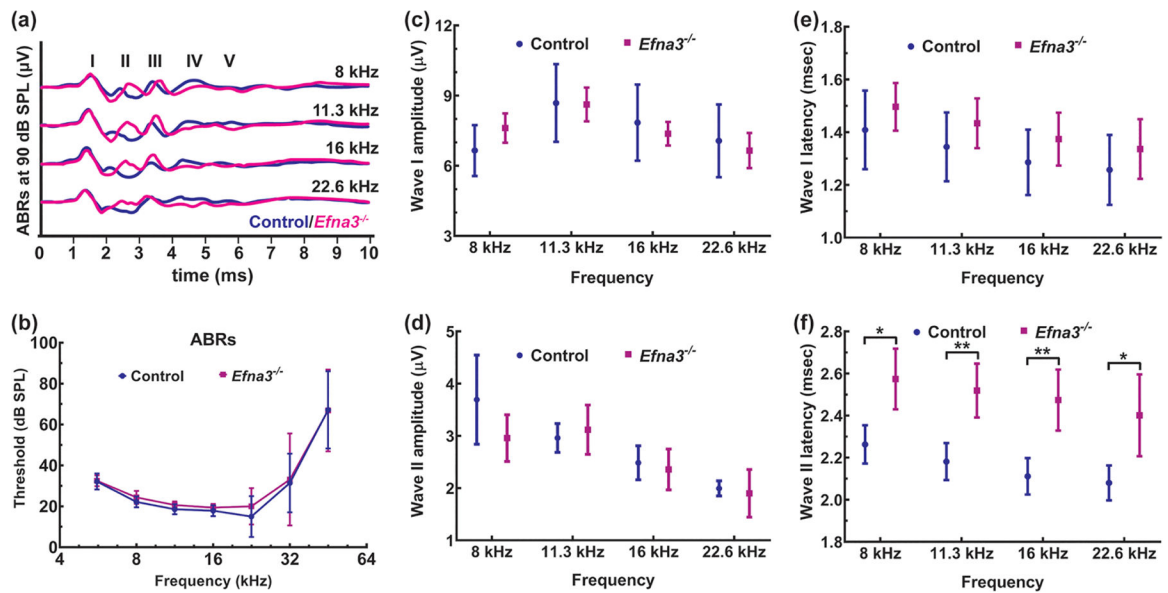 (a)
ABRs at 90 dB SPL (µV)
I II III IV V
8 kHz
11.3 kHz
16 kHz
22.6 kHz
Control/Efna3-/-
0 1 2 3 4 5 6 7 8 9 10
time (ms)
(b)
ABRs
Control Efna3-/-
Threshold (dB SPL)
100
80
60
40
20
0
4 8 16 32 64
Frequency (kHz)
(c)
Control Efna3-/-
Wave I amplitude (µV)
12
9
6
3
8 kHz 11.3 kHz 16 kHz 22.6 kHz
Frequency
(d)
Control Efna3-/-
Wave II amplitude (µV)
5
4
3
2
1
8 kHz 11.3 kHz 16 kHz 22.6 kHz
Frequency
(e)
Control Efna3-/-
Wave I latency (msec)
1.8
1.6
1.4
1.2
1.0
8 kHz 11.3 kHz 16 kHz 22.6 kHz
Frequency
(f)
Control Efna3-/-
Wave II latency (msec)
2.8
2.6
2.4
2.2
2.0
1.8
* ** ** *
8 kHz 11.3 kHz 16 kHz 22.6 kHz
Frequency